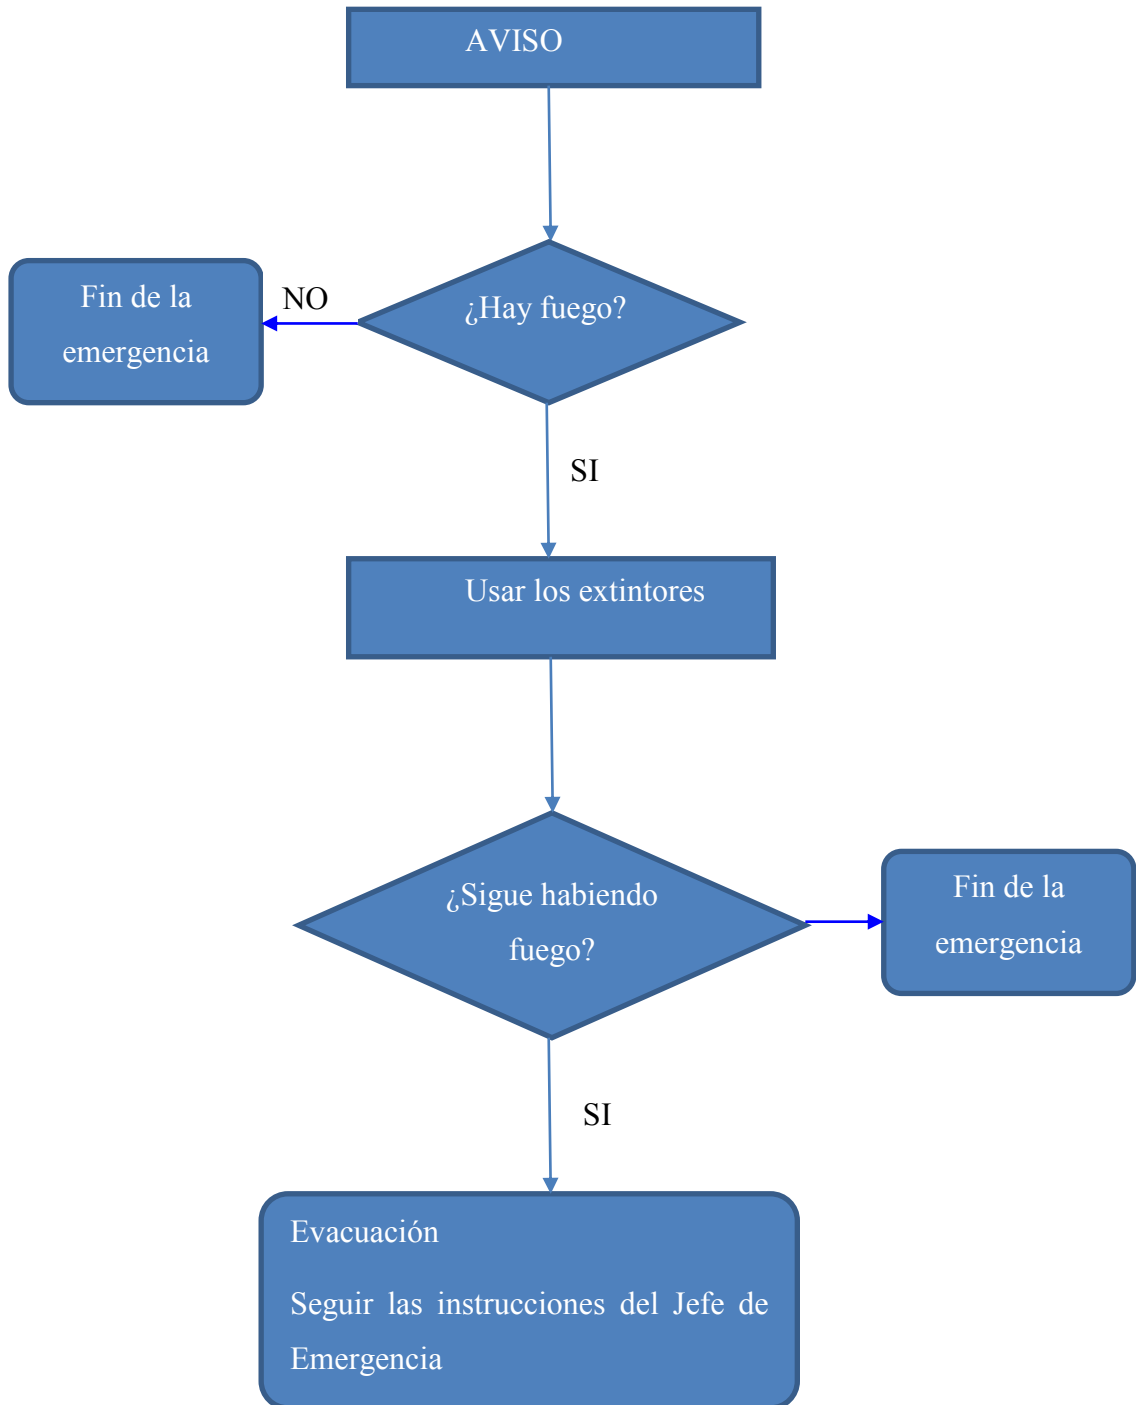 AVISO
¿Hay fuego?
NO
Fin de la
emergencia
SI
Usar los extintores
¿Sigue habiendo
fuego?
Fin de la
emergencia
SI
Evacuación
Seguir las instrucciones del Jefe de
Emergencia